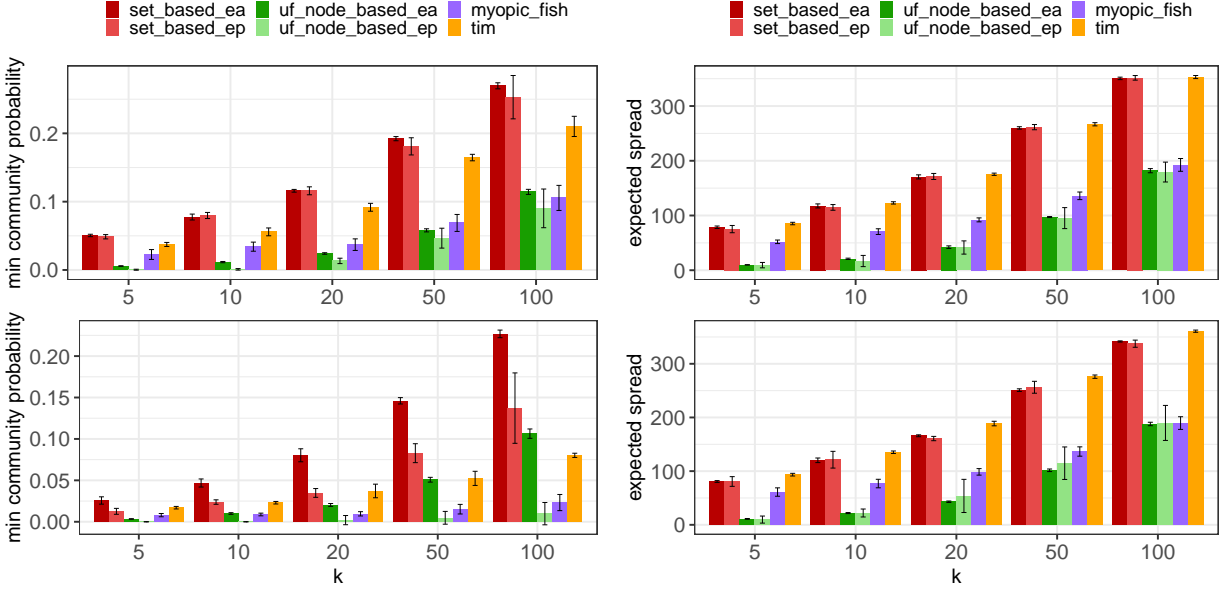 set_based_ea uf_node_based_ea myopic_fish
set_based_ep uf_node_based_ep tim
min community probability
0.2
0.1
0.0
5 10 20 50 100
set_based_ea uf_node_based_ea myopic_fish
set_based_ep uf_node_based_ep tim
expected spread
300
200
100
0
5 10 20 50 100
min community probability
0.20
0.15
0.10
0.05
0.00
5 10 20 50 100
k
expected spread
300
200
100
0
5 10 20 50 100
k